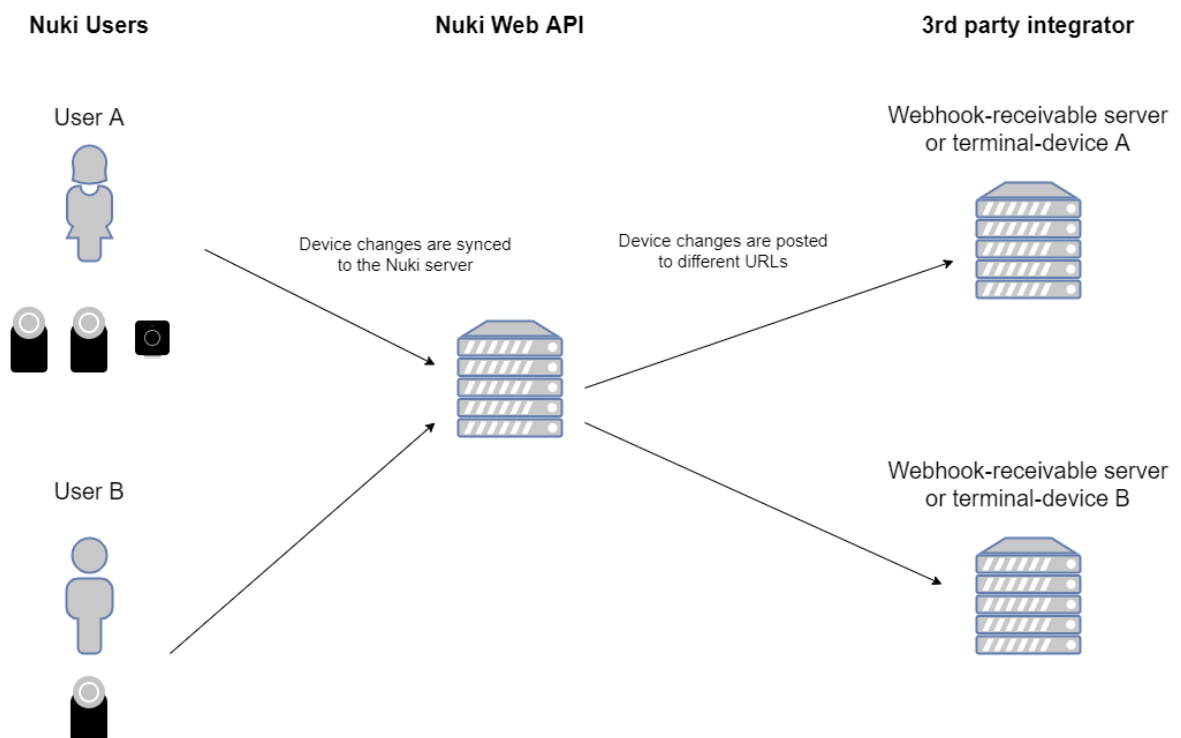 Nuki Users
Nuki Web API
3rd party integrator
User A
Webhook-receivable server
or terminal-device A
Device changes are synced
to the Nuki server
Device changes are posted
to different URLs
User B
Webhook-receivable server
or terminal-device B